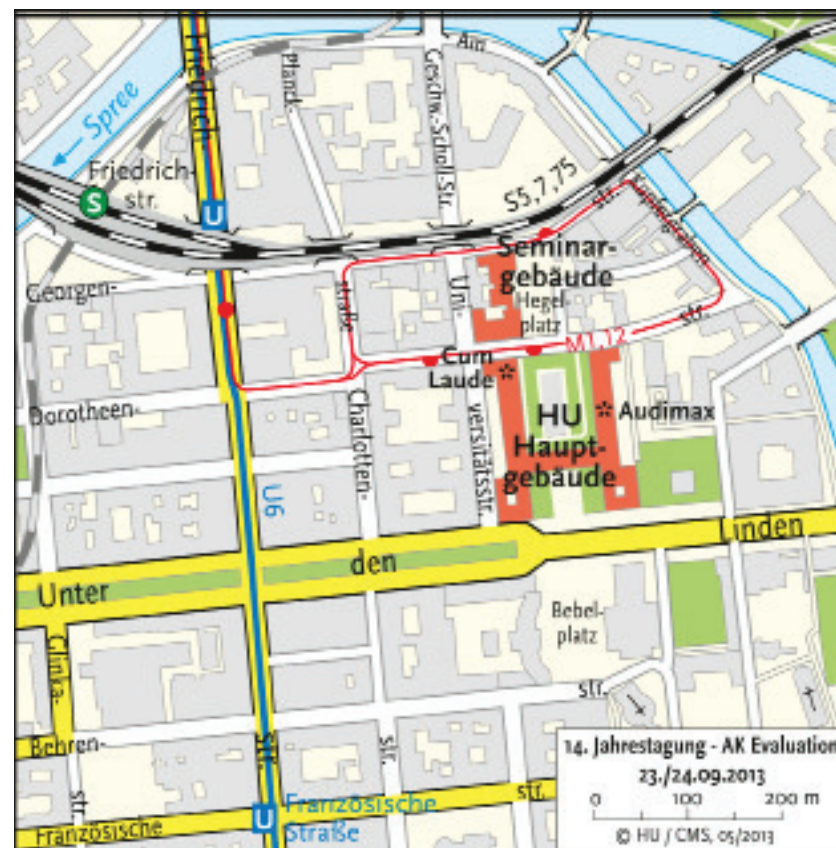 Friedrich-
Planck-
Geschw.-Scholl-Str.
Am
Kupfergraben
← Spree
Friedrich-
str.
S
U
S5,7,75
str.
Georgen-
straße
Uni-
Seminar-
gebäude
Hegel-
platz
str.
M1,12
Cum
Laude *
Dorotheen-
Charlotten-
versitätsstr.
HU
Haupt-
gebäude
* Audimax
U6
Unter
den
Linden
Glinka-
Bebel-
platz
str.
Behren-
str.
str.
str.
U
Französische
Straße
Französische
str.
14. Jahrestagung - AK Evaluation
23./24.09.2013
0 100 200 m
© HU / CMS, 05/2013